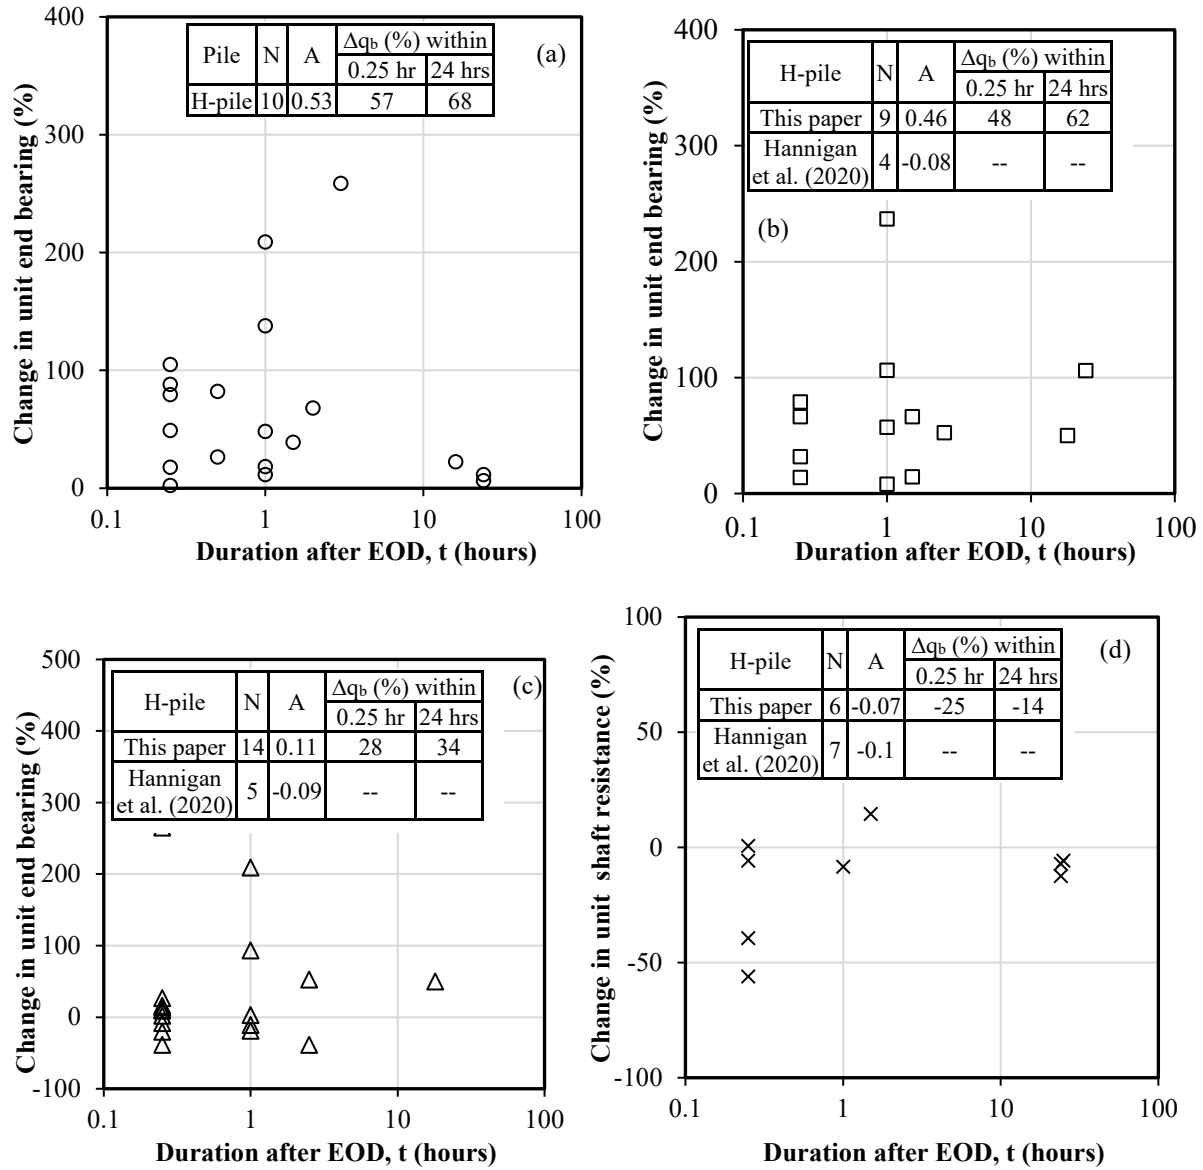 400
300
200
100
0
0.1 1 10 100
Change in unit end bearing (%)
Duration after EOD, t (hours)
(a)
Pile N A Δqb (%) within
0.25 hr 24 hrs
H-pile 10 0.53 57 68
400
300
200
100
0
0.1 1 10 100
Change in unit end bearing (%)
Duration after EOD, t (hours)
(b)
H-pile N A Δqb (%) within
0.25 hr 24 hrs
This paper 9 0.46 48 62
Hannigan
et al. (2020) 4 -0.08 -- --
500
400
300
200
100
0
-100
0.1 1 10 100
Change in unit end bearing (%)
Duration after EOD, t (hours)
(c)
H-pile N A Δqb (%) within
0.25 hr 24 hrs
This paper 14 0.11 28 34
Hannigan
et al. (2020) 5 -0.09 -- --
100
50
0
-50
-100
0.1 1 10 100
Change in unit shaft resistance (%)
Duration after EOD, t (hours)
(d)
H-pile N A Δqb (%) within
0.25 hr 24 hrs
This paper 6 -0.07 -25 -14
Hannigan
et al. (2020) 7 -0.1 -- --